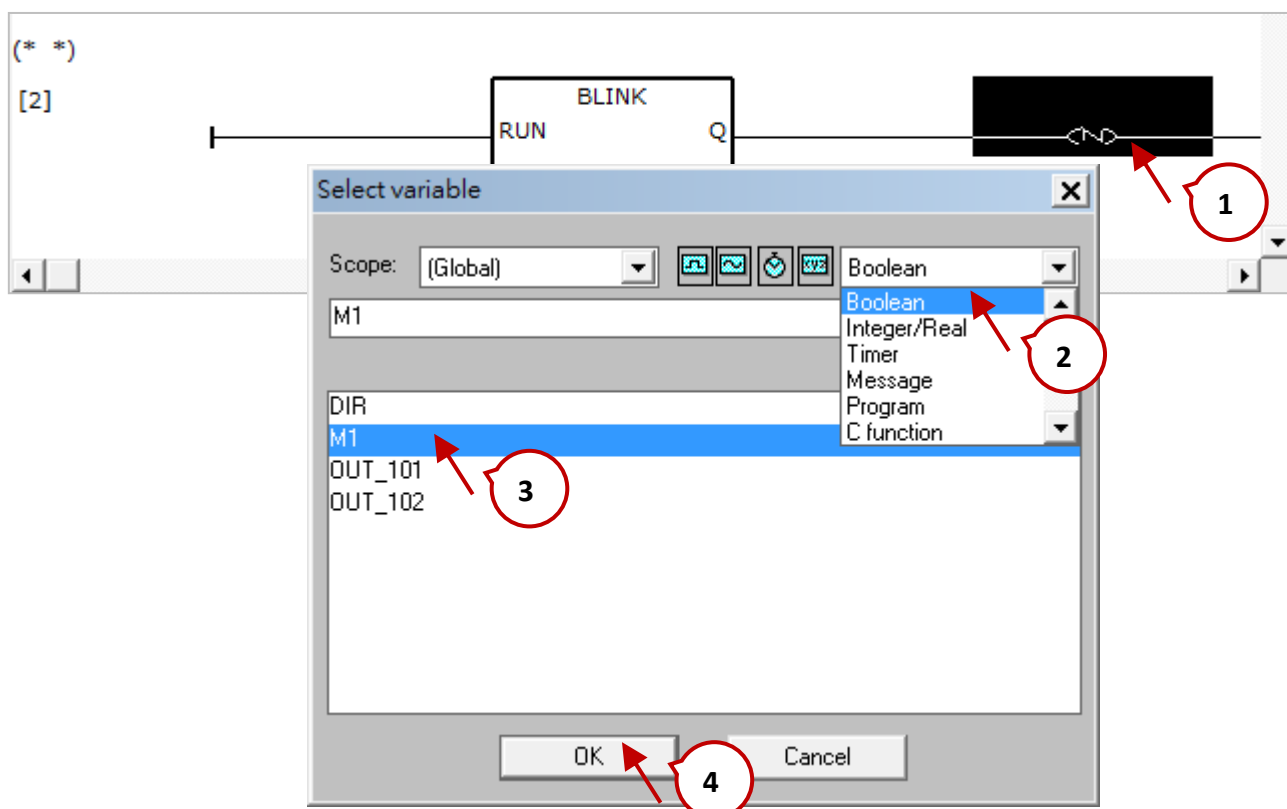 (* *)
[2]
BLINK
RUN Q
N
1
Select variable
Scope: (Global) xyz Boolean
M1
Boolean
Integer/Real
Timer
Message
Program
C function
2
DIR
M1
OUT_101
OUT_102
3
OK Cancel
4